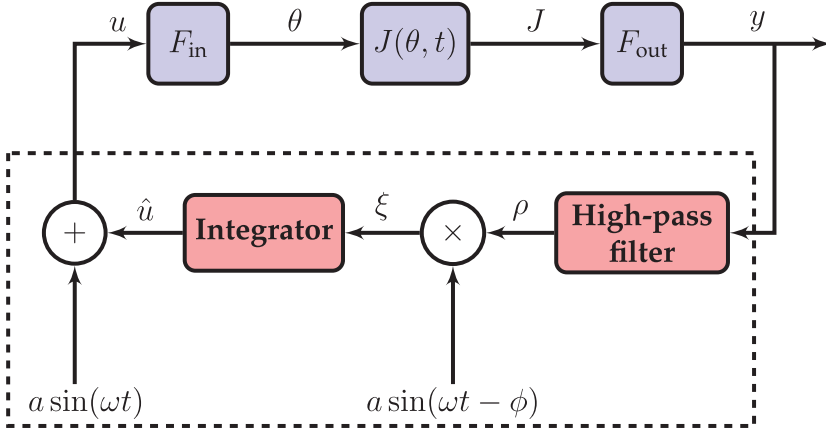 u
F_in
θ
J(θ, t)
J
F_out
y
û
Integrator
ξ
ρ
High-pass
filter
+
×
a sin(ωt)
a sin(ωt − ϕ)